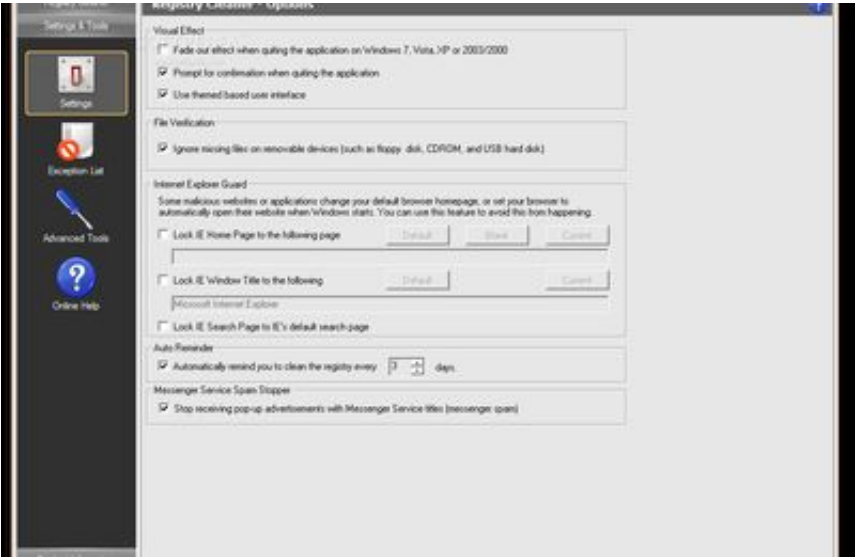 Registry Cleaner - Options
Settings & Tools
Settings
Exception List
Advanced Tools
Online Help
Visual Effect
Fade out effect when quiting the application on Windows 7, Vista, XP or 2003/2000
Prompt for confirmation when quiting the application
Use themed based user interface
File Verification
Ignore missing files on removable devices (such as floppy disk, CDROM, and USB hard disk)
Internet Explorer Guard
Some malicious websites or applications change your default browser homepage, or set your browser to
automatically open their website when Windows starts. You can use this feature to avoid this from happening.
Lock IE Home Page to the following page
Default
Blank
Current
Lock IE Window Title to the following
Default
Current
Microsoft Internet Explorer
Lock IE Search Page to IE's default search page
Auto Reminder
Automatically remind you to clean the registry every
days.
Messenger Service Spam Stopper
Stop receiving pop-up advertisements with Messenger Service titles (messenger spam)